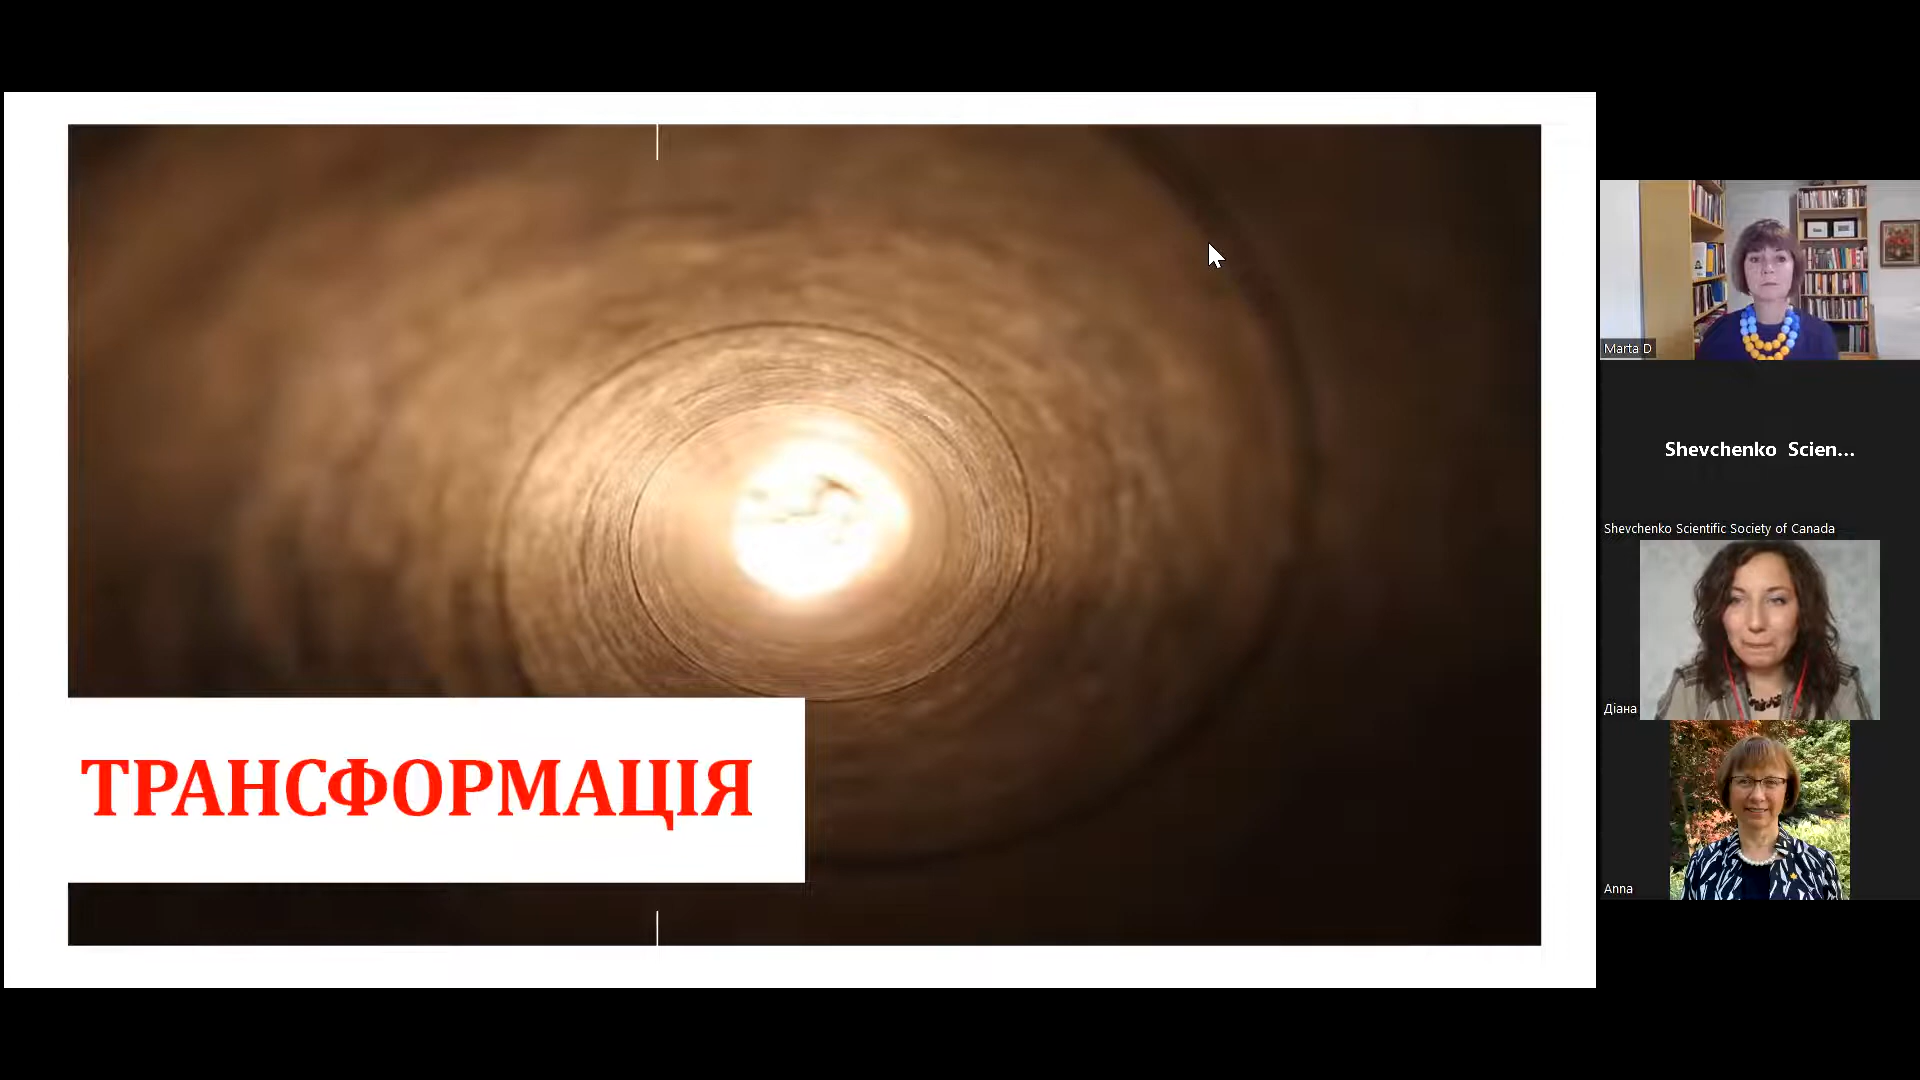 ТРАНСФОРМАЦІЯ
Marta D
Shevchenko Scien...
Shevchenko Scientific Society of Canada
Діана
Anna